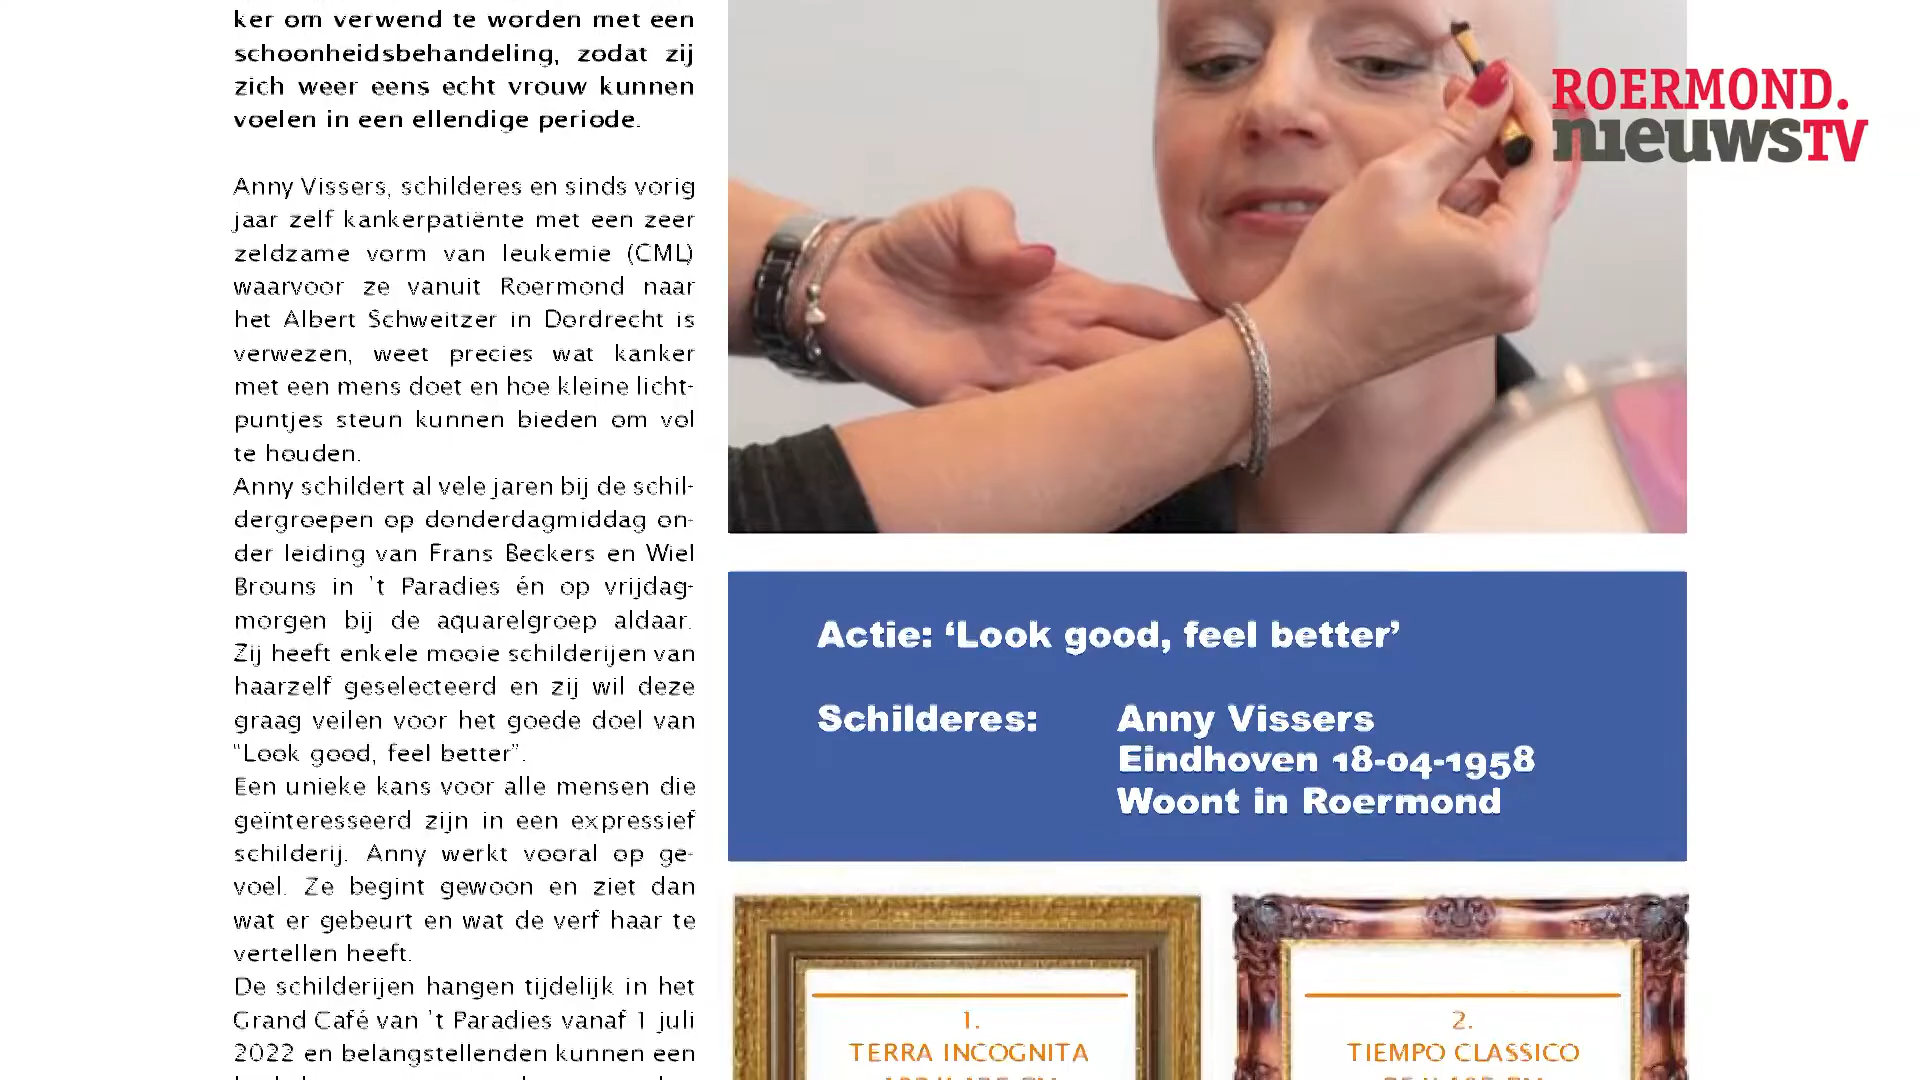 ker om verwend te worden met een
schoonheidsbehandeling, zodat zij
zich weer eens echt vrouw kunnen
voelen in een ellendige periode.
Anny Vissers, schilderes en sinds vorig
jaar zelf kankerpatiënte met een zeer
zeldzame vorm van leukemie (CML)
waarvoor ze vanuit Roermond naar
het Albert Schweitzer in Dordrecht is
verwezen, weet precies wat kanker
met een mens doet en hoe kleine licht-
puntjes steun kunnen bieden om vol
te houden.
Anny schildert al vele jaren bij de schil-
dergroepen op donderdagmiddag on-
der leiding van Frans Beckers en Wiel
Brouns in 't Paradies én op vrijdag-
morgen bij de aquarelgroep aldaar.
Zij heeft enkele mooie schilderijen van
haarzelf geselecteerd en zij wil deze
graag veilen voor het goede doel van
“Look good, feel better”.
Een unieke kans voor alle mensen die
geïnteresseerd zijn in een expressief
schilderij. Anny werkt vooral op ge-
voel. Ze begint gewoon en ziet dan
wat er gebeurt en wat de verf haar te
vertellen heeft.
De schilderijen hangen tijdelijk in het
Grand Café van 't Paradies vanaf 1 juli
2022 en belangstellenden kunnen een
ROERMOND.
nieuwsTV
Actie: ‘Look good, feel better’
Schilderes: Anny Vissers
Eindhoven 18-04-1958
Woont in Roermond
1.
TERRA INCOGNITA
2.
TIEMPO CLASSICO